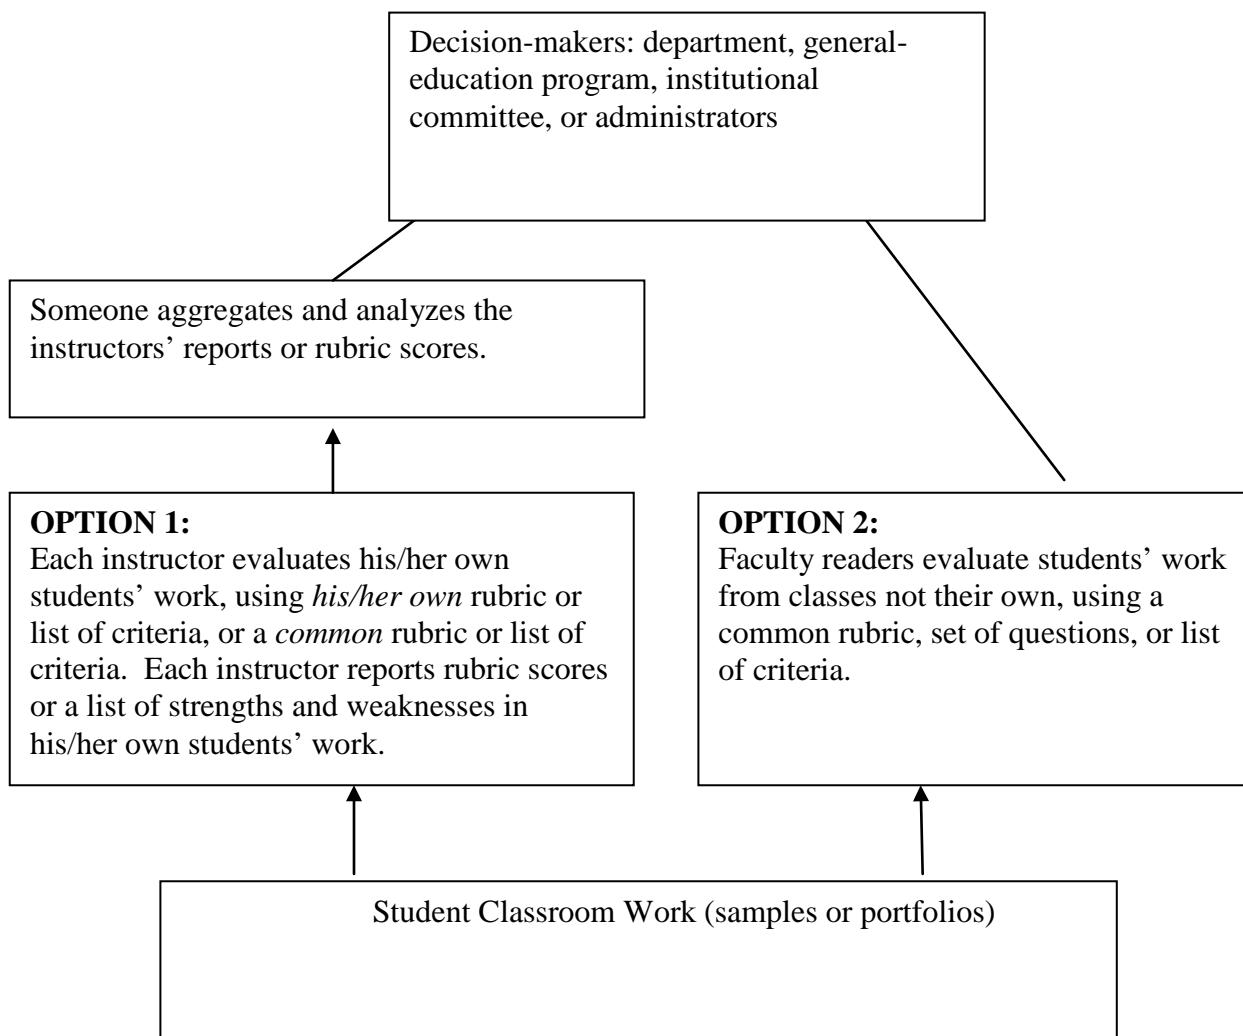 Decision-makers: department, general-
education program, institutional
committee, or administrators
Someone aggregates and analyzes the
instructors’ reports or rubric scores.
OPTION 1:
Each instructor evaluates his/her own
students’ work, using his/her own rubric or
list of criteria, or a common rubric or list of
criteria.  Each instructor reports rubric scores
or a list of strengths and weaknesses in
his/her own students’ work.
OPTION 2:
Faculty readers evaluate students’ work
from classes not their own, using a
common rubric, set of questions, or list
of criteria.
Student Classroom Work (samples or portfolios)